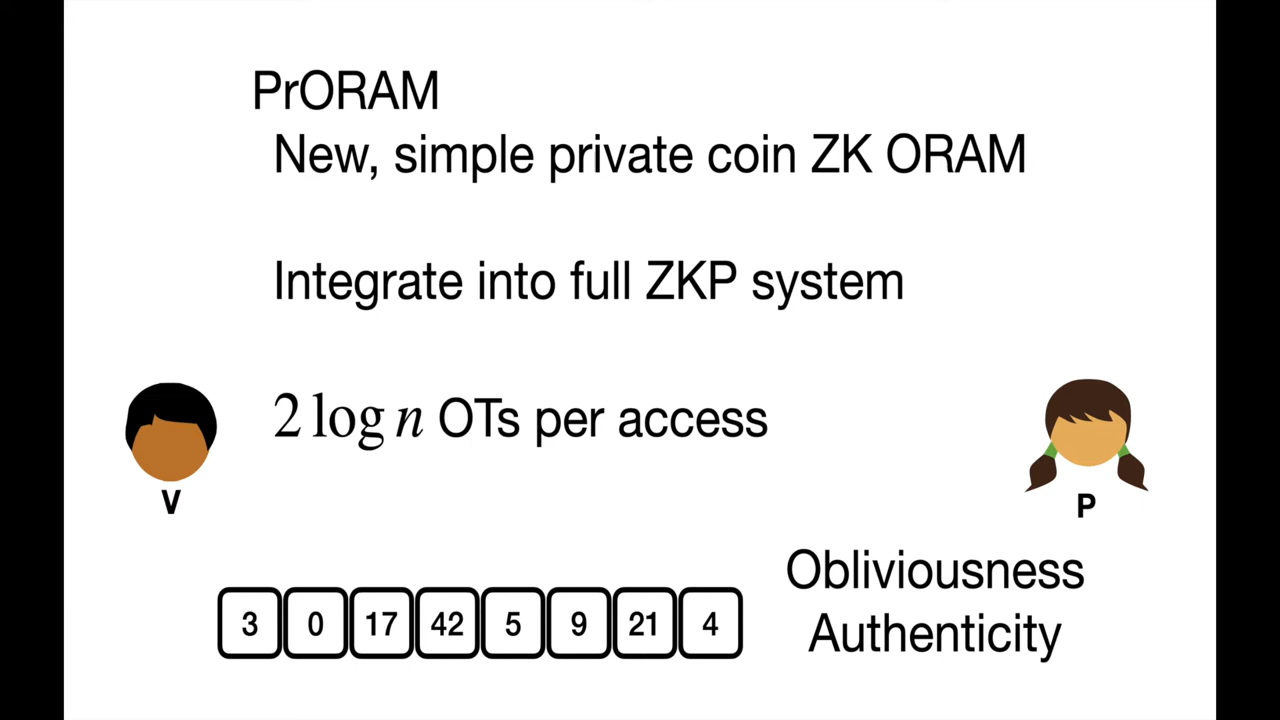 PrORAM
New, simple private coin ZK ORAM
Integrate into full ZKP system
2 log n OTs per access
V
P
Obliviousness
Authenticity
3 0 17 42 5 9 21 4